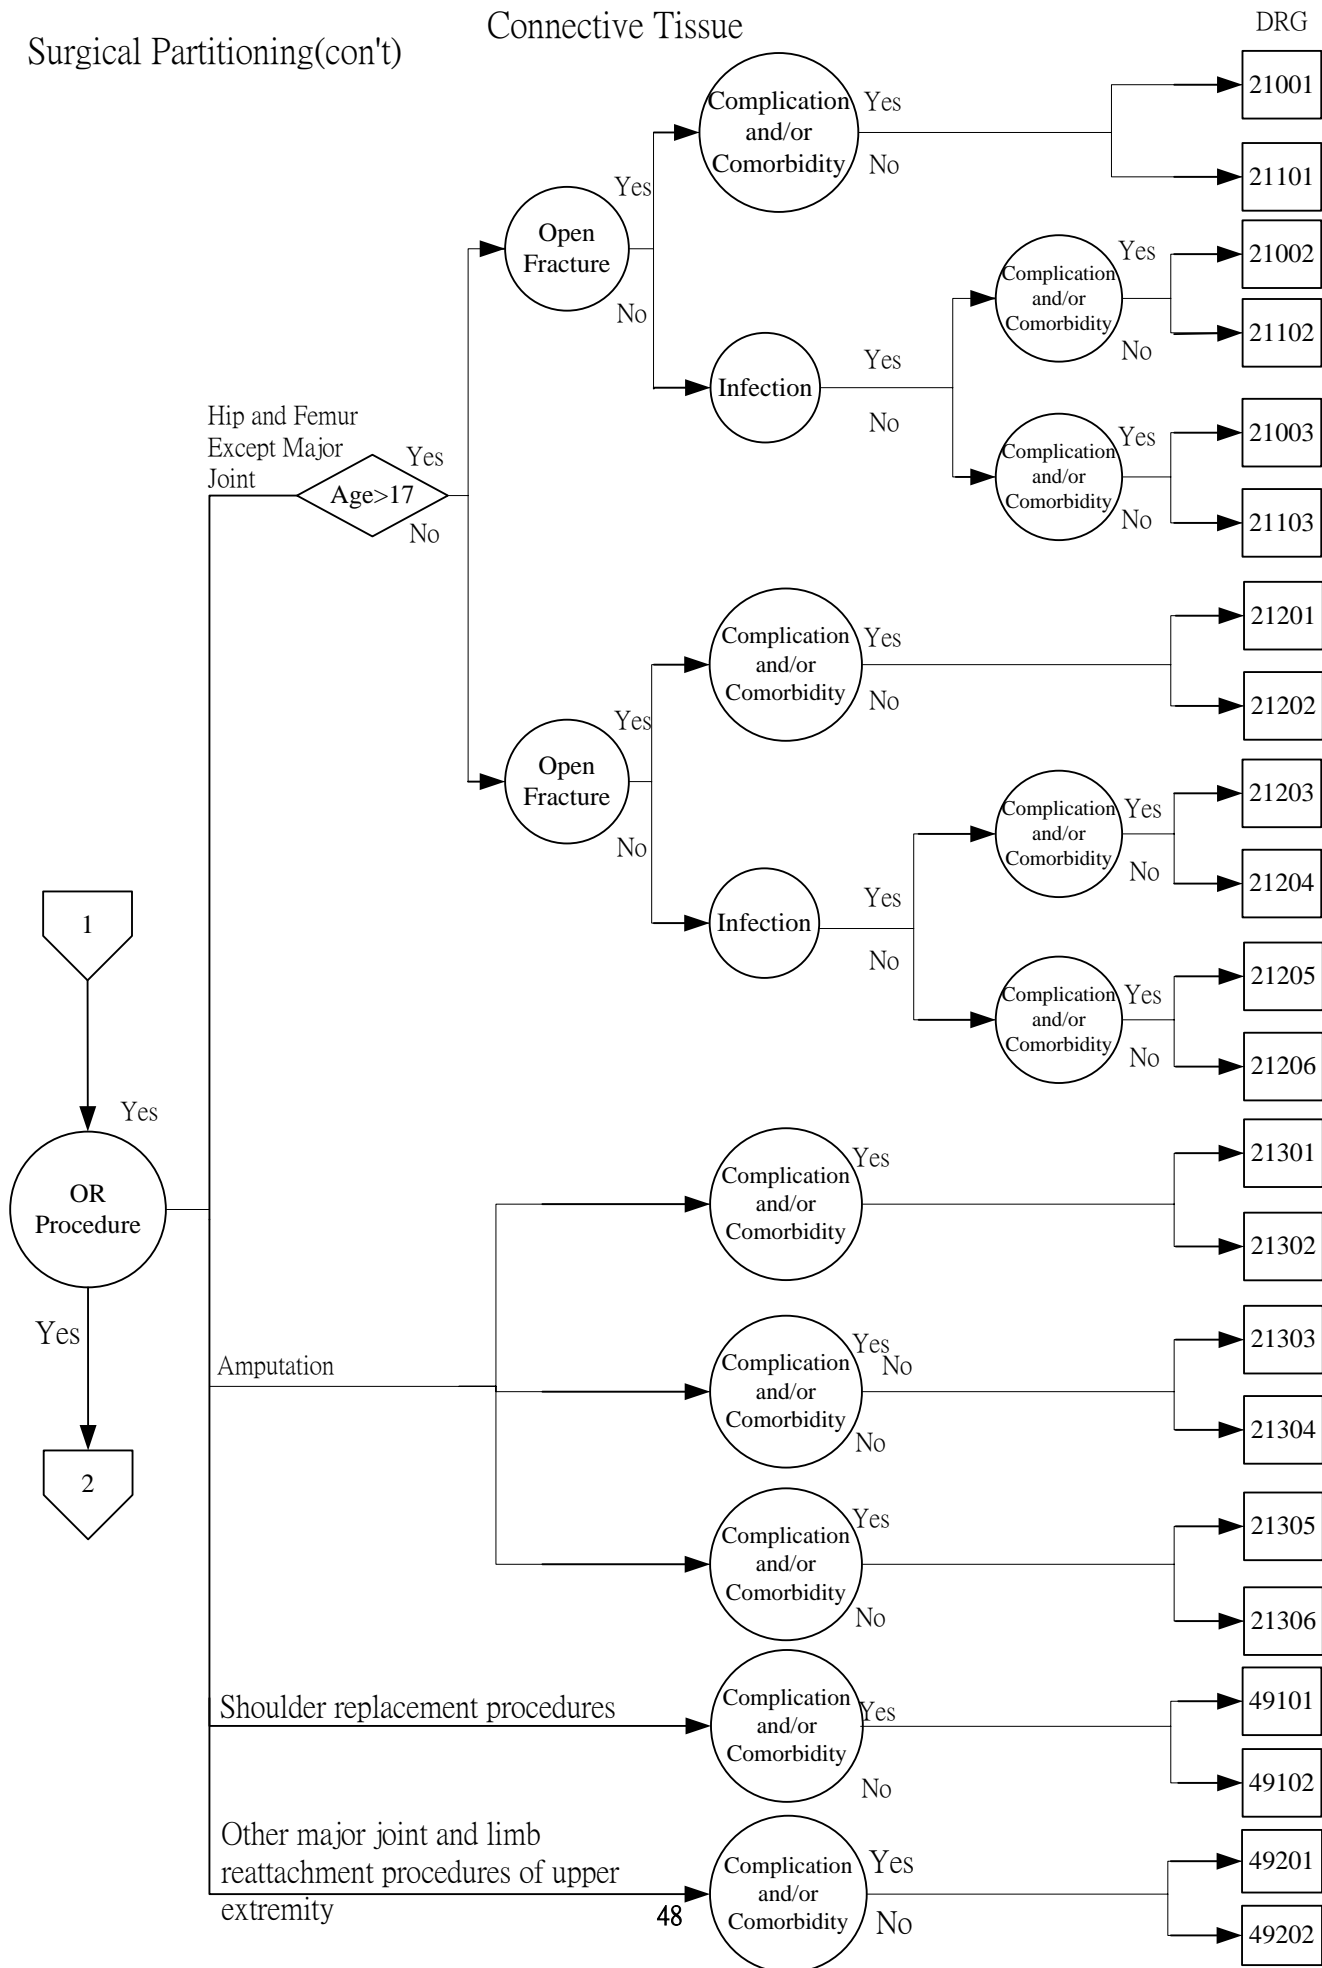 Surgical Partitioning(con't)
Connective Tissue
DRG
Complication
and/or
Comorbidity
Yes
No
21001
21101
Open
Fracture
Yes
No
Complication
and/or
Comorbidity
Yes
No
21002
21102
Infection
Yes
No
Complication
and/or
Comorbidity
Yes
No
21003
21103
Hip and Femur
Except Major
Joint
Age>17
Yes
No
Complication
and/or
Comorbidity
Yes
No
21201
21202
Open
Fracture
Yes
No
Complication
and/or
Comorbidity
Yes
No
21203
21204
Infection
Yes
No
Complication
and/or
Comorbidity
Yes
No
21205
21206
1
Yes
OR
Procedure
Yes
2
Amputation
Complication
and/or
Comorbidity
Yes
No
21301
21302
Complication
and/or
Comorbidity
Yes
No
21303
21304
Complication
and/or
Comorbidity
Yes
No
21305
21306
Shoulder replacement procedures
Complication
and/or
Comorbidity
Yes
No
49101
49102
Other major joint and limb
reattachment procedures of upper
extremity
Complication
and/or
Comorbidity
Yes
No
49201
49202
48